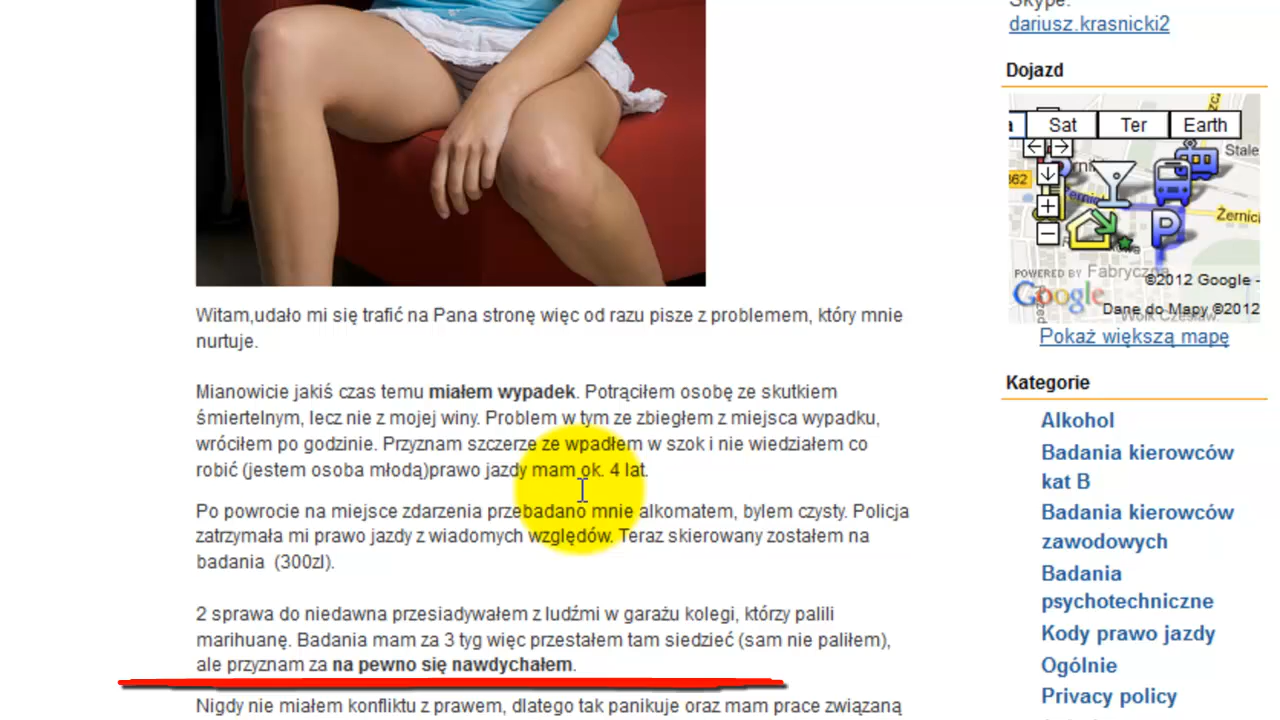 Skype:
dariusz.krasnicki2
Dojazd
Sat
Ter
Earth
Stale
862
Żernic
P
POWERED BY
Fabryczna
Google
©2012 Google -
Dane do Mapy ©2012
Pokaż większą mapę
Witam,udało mi się trafić na Pana stronę więc od razu pisze z problemem, który mnie
nurtuje.
Mianowicie jakiś czas temu miałem wypadek. Potrąciłem osobę ze skutkiem
śmiertelnym, lecz nie z mojej winy. Problem w tym ze zbiegłem z miejsca wypadku,
wróciłem po godzinie. Przyznam szczerze ze wpadłem w szok i nie wiedziałem co
robić (jestem osoba młodą)prawo jazdy mam ok. 4 lat.
Po powrocie na miejsce zdarzenia przebadano mnie alkomatem, bylem czysty. Policja
zatrzymała mi prawo jazdy z wiadomych względów. Teraz skierowany zostałem na
badania (300zl).
2 sprawa do niedawna przesiadywałem z ludźmi w garażu kolegi, którzy palili
marihuanę. Badania mam za 3 tyg więc przestałem tam siedzieć (sam nie paliłem),
ale przyznam za na pewno się nawdychałem.
Nigdy nie miałem konfliktu z prawem, dlatego tak panikuje oraz mam prace związaną
Kategorie
Alkohol
Badania kierowców
kat B
Badania kierowców
zawodowych
Badania
psychotechniczne
Kody prawo jazdy
Ogólnie
Privacy policy